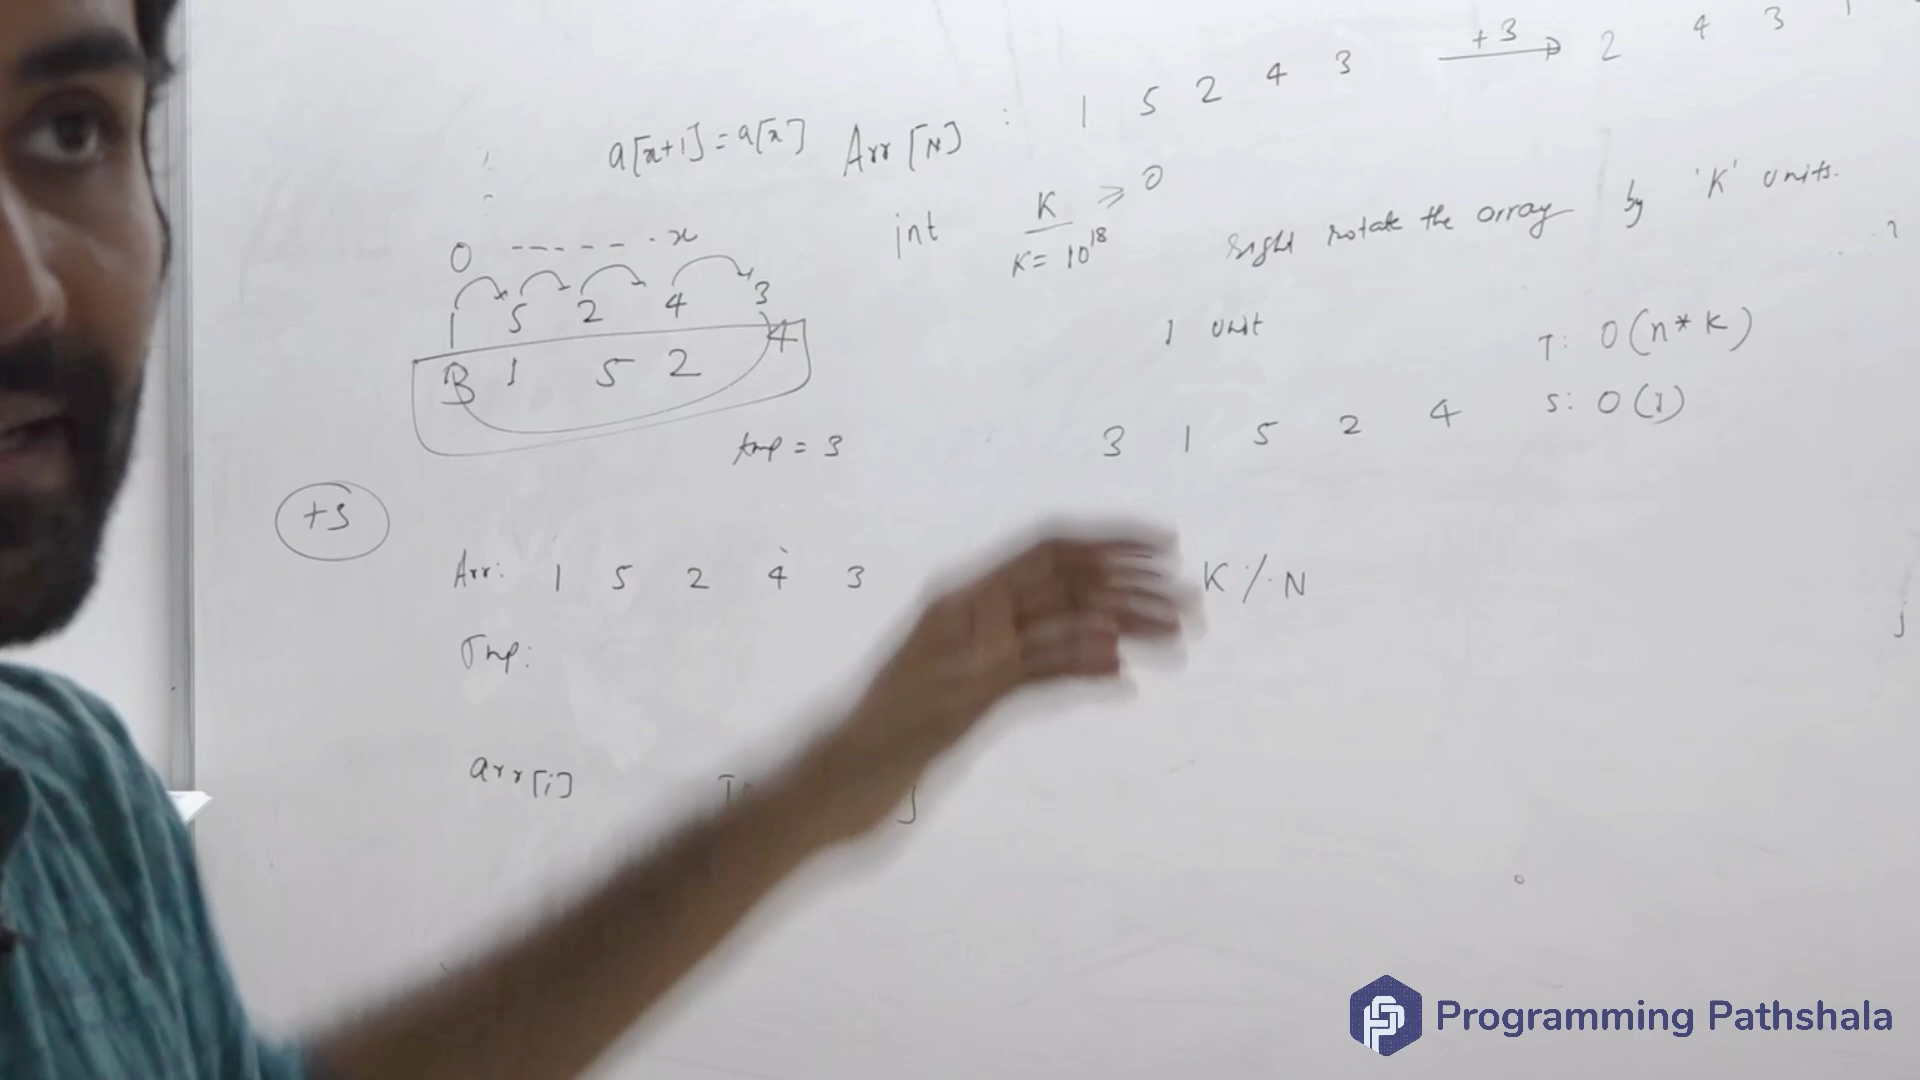 a[x+1]=a[x] Arr[N] : 1 5 2 4 3 +3 → 2 4 3 1
int K ≥ 0
K = 10^18
right rotate the array by 'K' units.
0 ----- x
1 5 2 4 3
3 1 5 2 4
tmp = 3
1 unit
T: O(n*k)
S: O(1)
3 1 5 2 4
+3
Arr: 1 5 2 4 3
K % N
Tmp:
arr[i]
j
Programming Pathshala